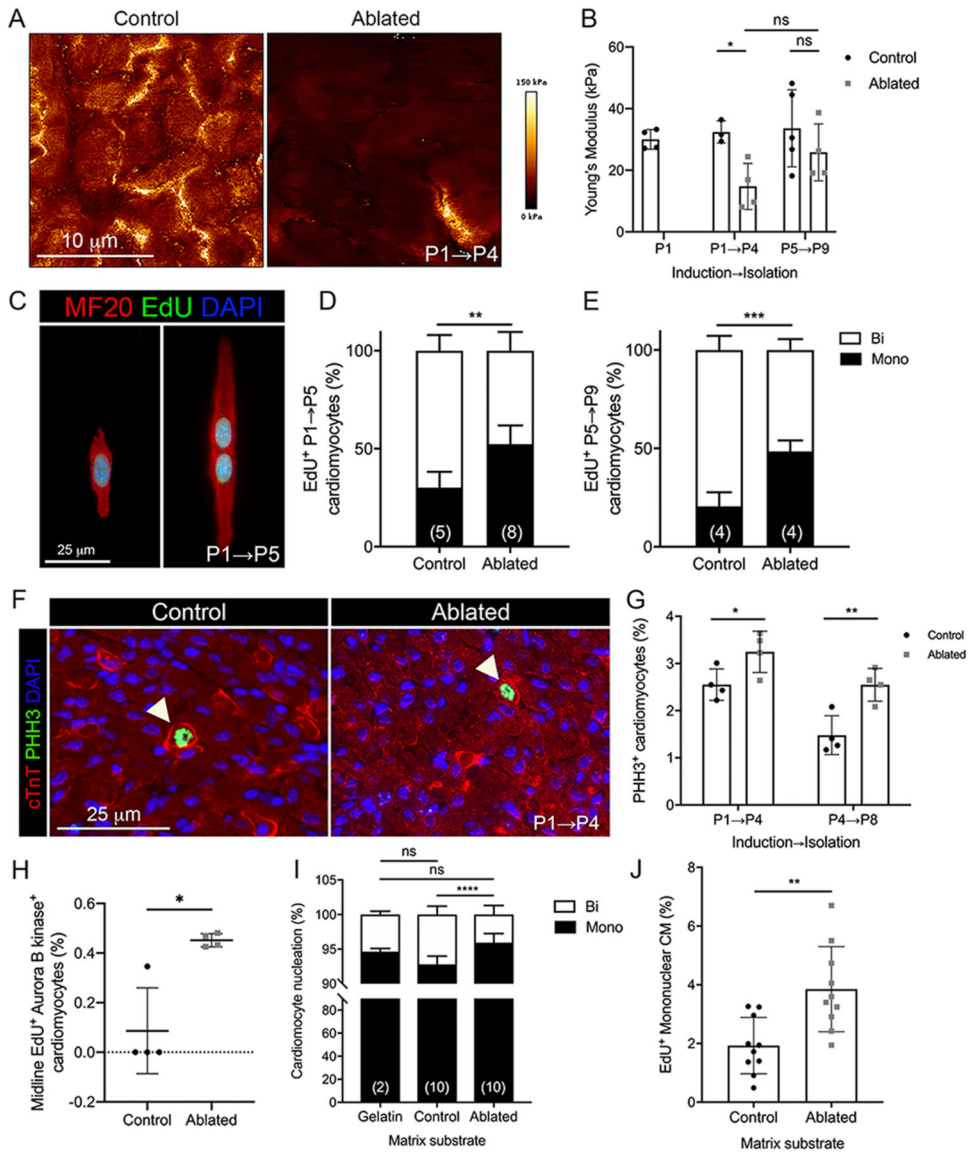 A
Control
Ablated
150 kPa
0 kPa
10 μm
P1→P4
B
ns
*
ns
Control
Ablated
Young's Modulus (kPa)
60
40
20
0
P1
P1→P4
P5→P9
Induction→Isolation
C
MF20 EdU DAPI
25 μm
P1→P5
D
**
EdU⁺ P1→P5
cardiomyocytes (%)
100
50
0
(5)
(8)
Control
Ablated
E
***
Bi
Mono
EdU⁺ P5→P9
cardiomyocytes (%)
100
50
0
(4)
(4)
Control
Ablated
F
Control
Ablated
cTnT PHH3 DAPI
25 μm
P1→P4
G
*
**
Control
Ablated
PHH3⁺ cardiomyocytes (%)
4
3
2
1
0
P1→P4
P4→P8
Induction→Isolation
H
*
Midline EdU⁺ Aurora B kinase⁺
cardiomyocytes (%)
0.6
0.4
0.2
0.0
-0.2
Control
Ablated
I
ns
ns
****
Bi
Mono
Cardiomocyte nucleation (%)
105
100
95
90
80
60
40
20
0
(2)
(10)
(10)
Gelatin
Control
Ablated
Matrix substrate
J
**
EdU⁺ Mononuclear CM (%)
8
6
4
2
0
Control
Ablated
Matrix substrate